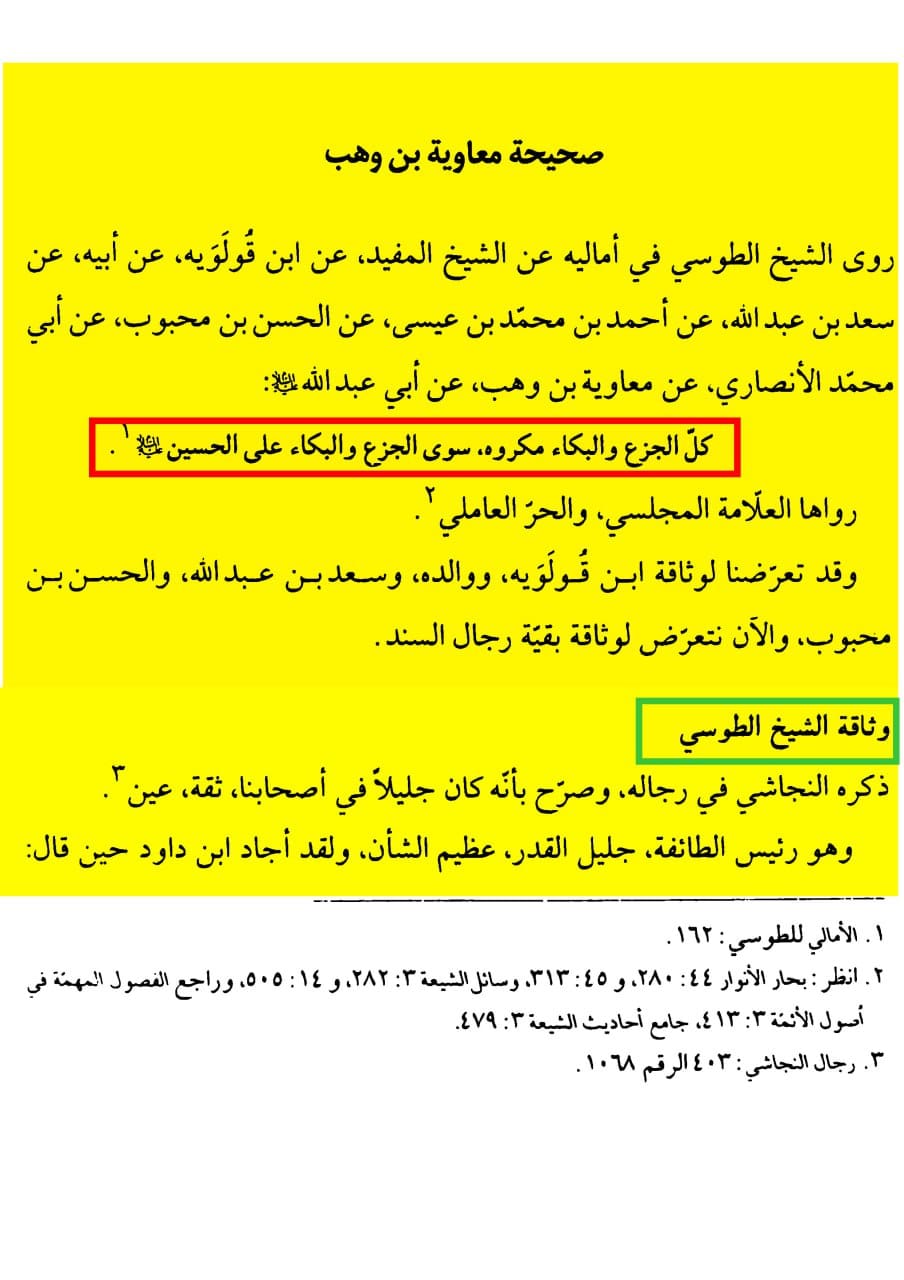 صحيحة معاوية بن وهب
روى الشيخ الطوسي في أماليه عن الشيخ المفيد، عن ابن قُولَوَيه، عن أبيه، عن
سعد بن عبد الله، عن أحمد بن محمّد بن عيسى، عن الحسن بن محبوب، عن أبي
محمّد الأنصاري، عن معاوية بن وهب، عن أبي عبد الله عليه السلام:
كلّ الجزع والبكاء مكروه، سوى الجزع والبكاء على الحسين عليه السلام ١.
رواها العلّامة المجلسي، والحرّ العاملي ٢.
وقد تعرّضنا لوثاقة ابن قُولَوَيه، ووالده، وسعد بن عبد الله، والحسن بن
محبوب، والآن نتعرّض لوثاقة بقيّة رجال السند.
وثاقة الشيخ الطوسي
ذكره النجاشي في رجاله، وصرّح بأنّه كان جليلاً في أصحابنا، ثقة، عين ٣.
وهو رئيس الطائفة، جليل القدر، عظيم الشأن، ولقد أجاد ابن داود حين قال:
١. الأمالي للطوسي: ١٦٢.
٢. انظر: بحار الأنوار ٤٤: ٢٨٠، و ٤٥: ٣١٣، وسائل الشيعة ٣: ٢٨٢، و ١٤: ٥٠٥، وراجع الفصول المهمّة في
أصول الأئمّة ٣: ٤١٣، جامع أحاديث الشيعة ٣: ٤٧٩.
٣. رجال النجاشي: ٤٠٣ الرقم ١٠٦٨.